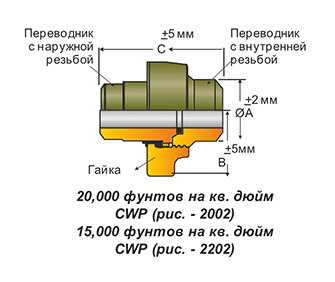 ±5 мм
Переводник
с наружной
резьбой
C
Переводник
с внутренней
резьбой
±2 мм
ØA
±5мм
B
Гайка
20,000 фунтов на кв. дюйм
CWP (рис. - 2002)
15,000 фунтов на кв. дюйм
CWP (рис. - 2202)